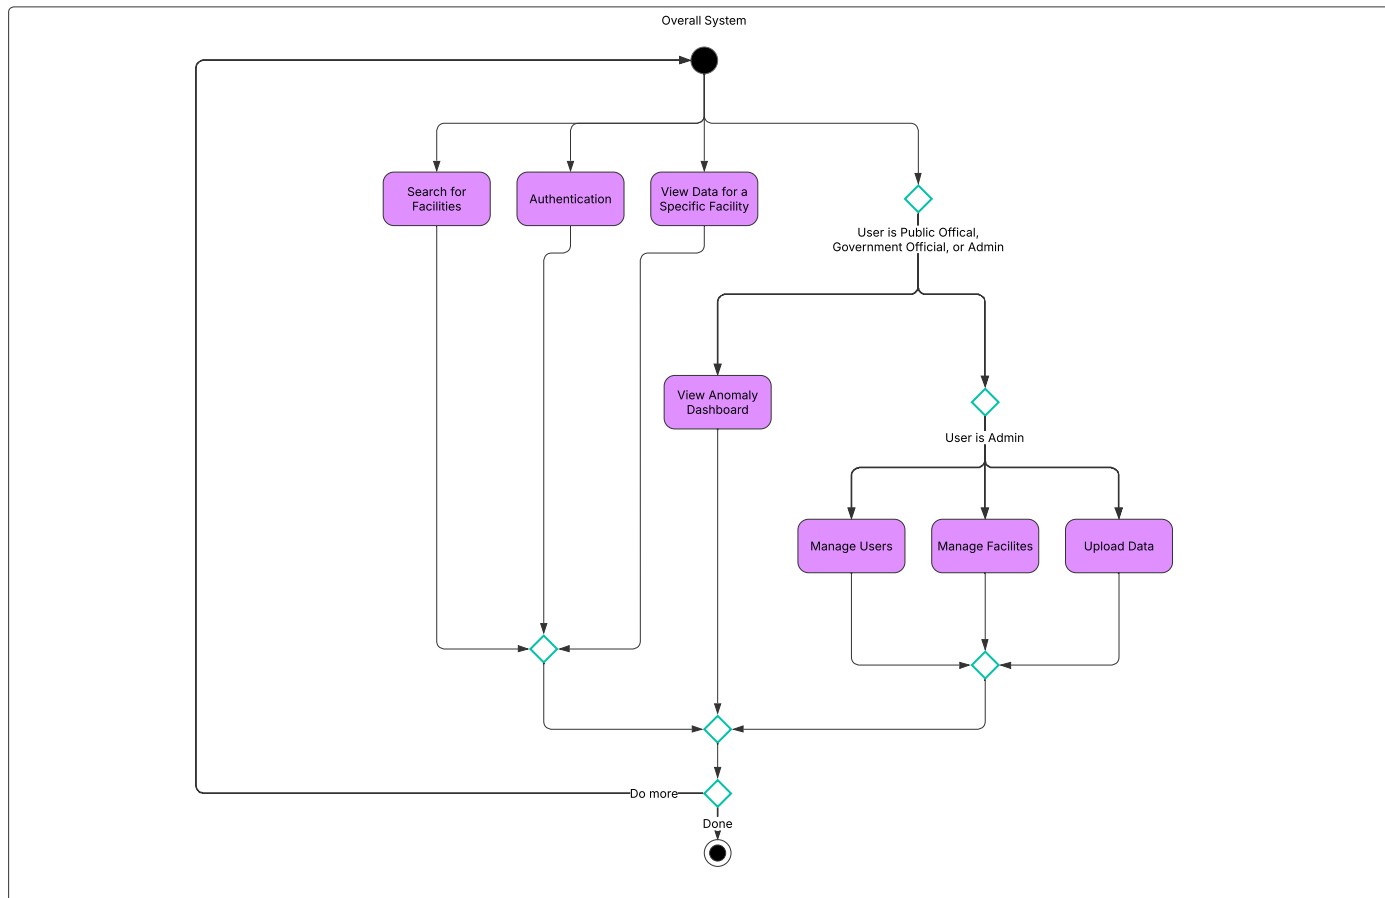 Overall System
Search for
Facilities
Authentication
View Data for a
Specific Facility
User is Public Offical,
Government Official, or Admin
View Anomaly
Dashboard
User is Admin
Manage Users
Manage Facilites
Upload Data
Do more
Done